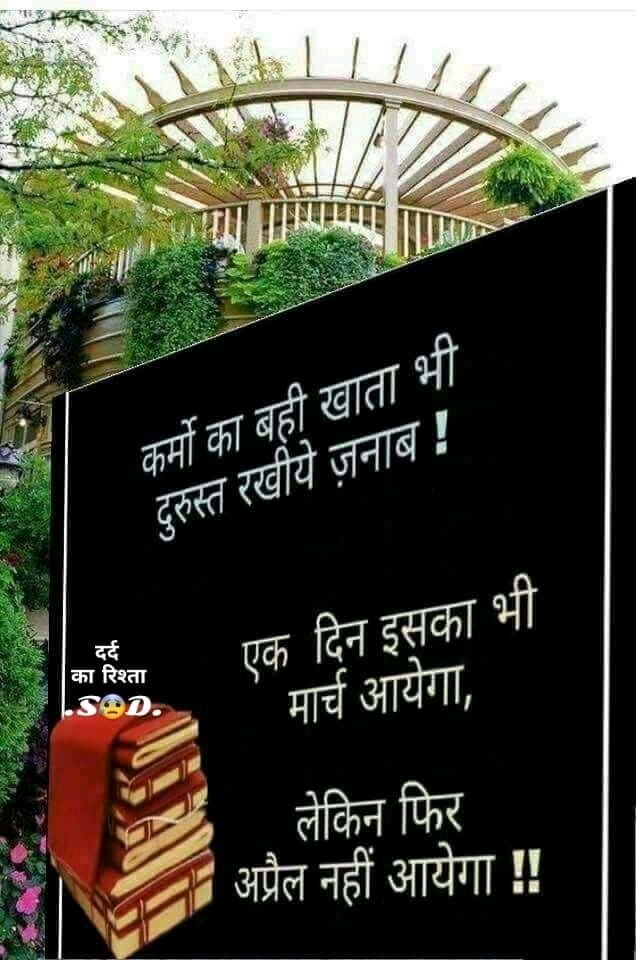 कर्मो का बही खाता भी
दुरुस्त रखीये ज़नाब !
एक दिन इसका भी
मार्च आयेगा,
लेकिन फिर
अप्रैल नहीं आयेगा !!
दर्द
का रिश्ता
.S😰D.